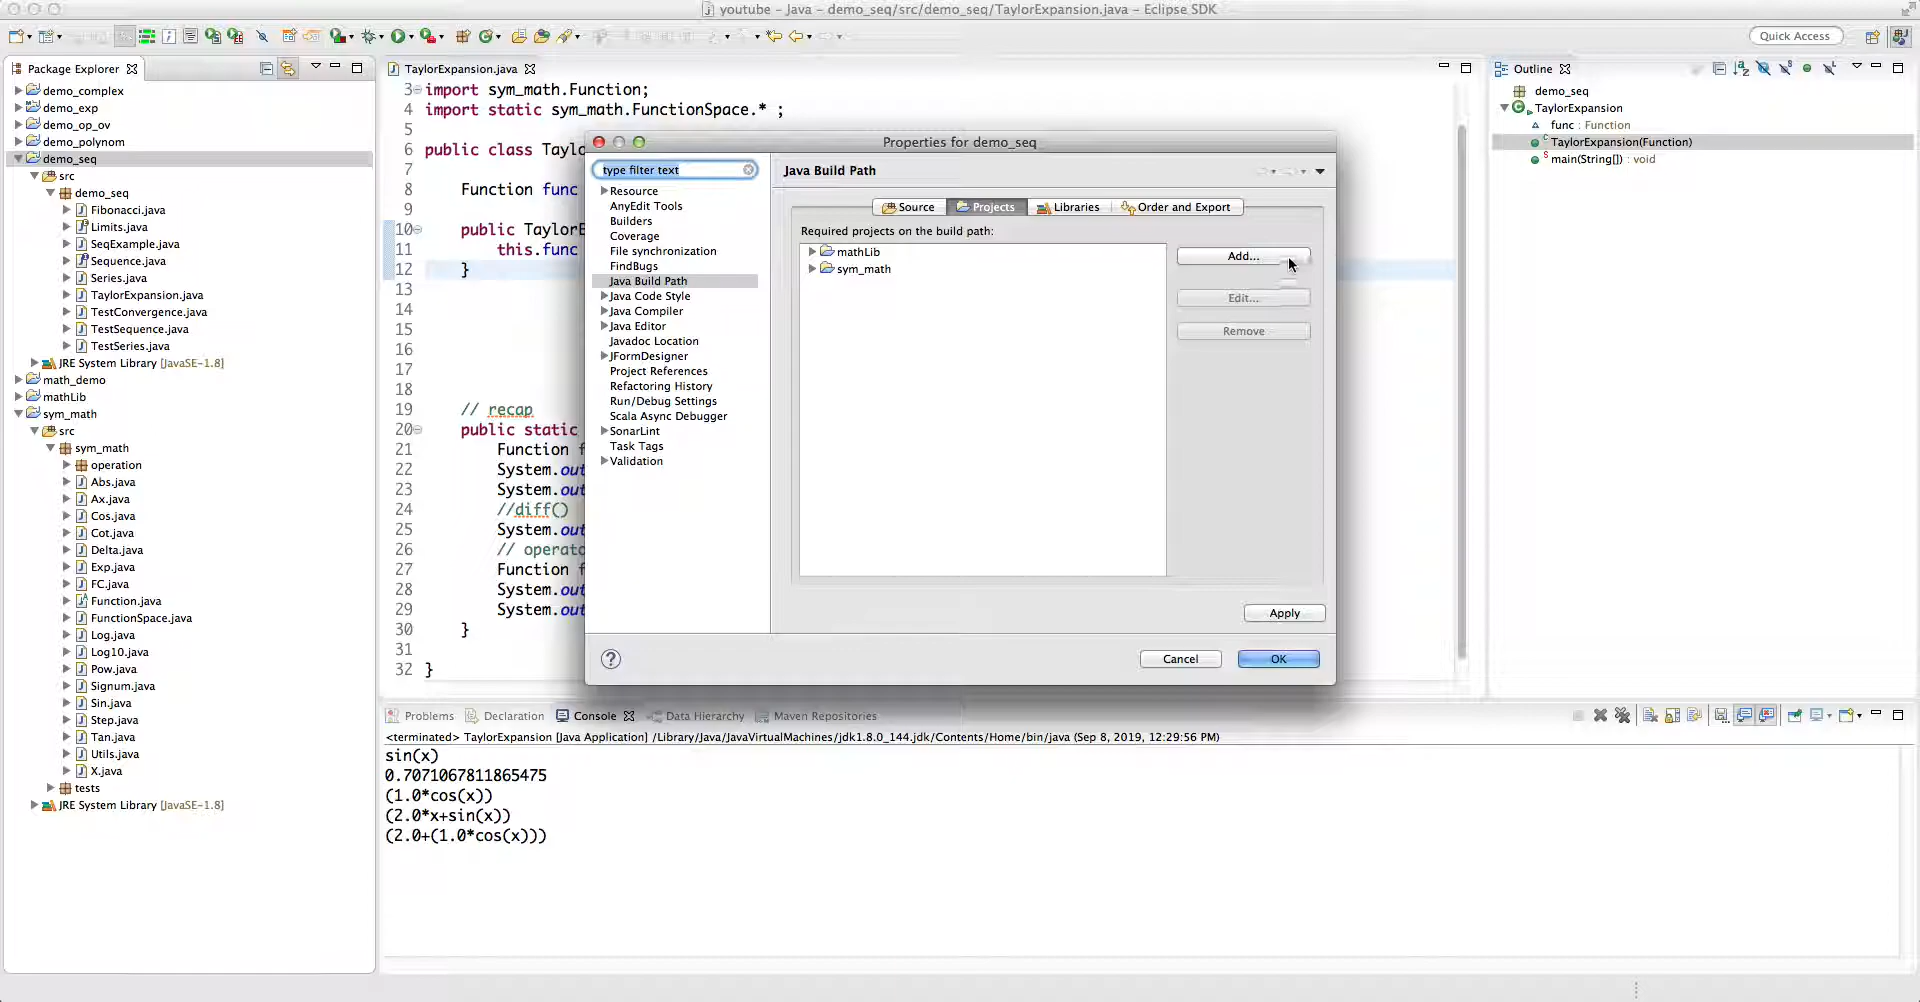 youtube – Java – demo_seq/src/demo_seq/TaylorExpansion.java – Eclipse SDK
Quick Access
Package Explorer
demo_complex
demo_exp
demo_op_ov
demo_polynom
demo_seq
src
demo_seq
Fibonacci.java
Limits.java
SeqExample.java
Sequence.java
Series.java
TaylorExpansion.java
TestConvergence.java
TestSequence.java
TestSeries.java
JRE System Library [JavaSE-1.8]
math_demo
mathLib
sym_math
src
sym_math
operation
Abs.java
Ax.java
Cos.java
Cot.java
Delta.java
Exp.java
FC.java
Function.java
FunctionSpace.java
Log.java
Log10.java
Pow.java
Signum.java
Sin.java
Step.java
Tan.java
Utils.java
X.java
tests
JRE System Library [JavaSE-1.8]
TaylorExpansion.java
3 import sym_math.Function;
4 import static sym_math.FunctionSpace.* ;
5
6 public class Taylo
7
8 Function func
9
10 public TaylorE
11 this.func
12 }
13
14
15
16
17
18
19 // recap
20 public static
21 Function f
22 System.out
23 System.out
24 //diff()
25 System.out
26 // operato
27 Function f
28 System.out
29 System.out
30 }
31
32 }
Properties for demo_seq
type filter text
Resource
AnyEdit Tools
Builders
Coverage
File synchronization
FindBugs
Java Build Path
Java Code Style
Java Compiler
Java Editor
Javadoc Location
JFormDesigner
Project References
Refactoring History
Run/Debug Settings
Scala Async Debugger
SonarLint
Task Tags
Validation
Java Build Path
Source Projects Libraries Order and Export
Required projects on the build path:
mathLib
sym_math
Add...
Edit...
Remove
Apply
Cancel OK
Outline
demo_seq
TaylorExpansion
func : Function
TaylorExpansion(Function)
main(String[]) : void
Problems Declaration Console Data Hierarchy Maven Repositories
<terminated> TaylorExpansion [Java Application] /Library/Java/JavaVirtualMachines/jdk1.8.0_144.jdk/Contents/Home/bin/java (Sep 8, 2019, 12:29:56 PM)
sin(x)
0.7071067811865475
(1.0*cos(x))
(2.0*x+sin(x))
(2.0+(1.0*cos(x)))